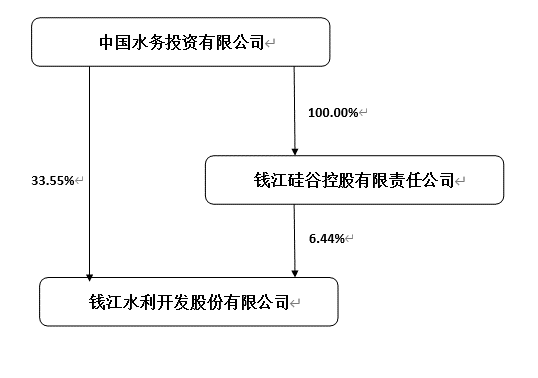 中国水务投资有限公司
100.00%
钱江硅谷控股有限责任公司
33.55%
6.44%
钱江水利开发股份有限公司